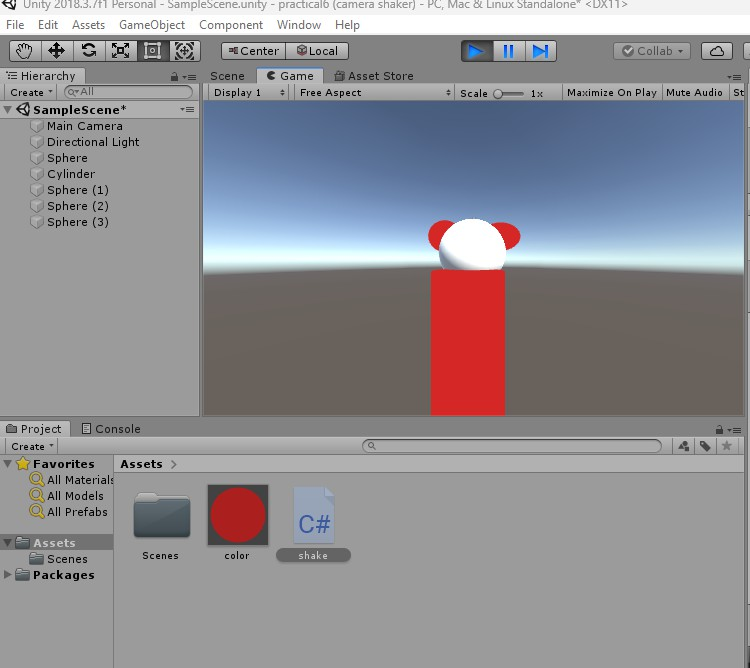 Unity 2018.3.7f1 Personal - SampleScene.unity - practical6 (camera shaker) - PC, Mac & Linux Standalone* <DX11>
File Edit Assets GameObject Component Window Help
Center Local Collab
Hierarchy Scene Game Asset Store
Create All Display 1 Free Aspect Scale 1x Maximize On Play Mute Audio St
SampleScene*
Main Camera
Directional Light
Sphere
Cylinder
Sphere (1)
Sphere (2)
Sphere (3)
Project Console
Create
Favorites
All Materials
All Models
All Prefabs
Assets
Scenes
Packages
Assets
C#
Scenes color shake